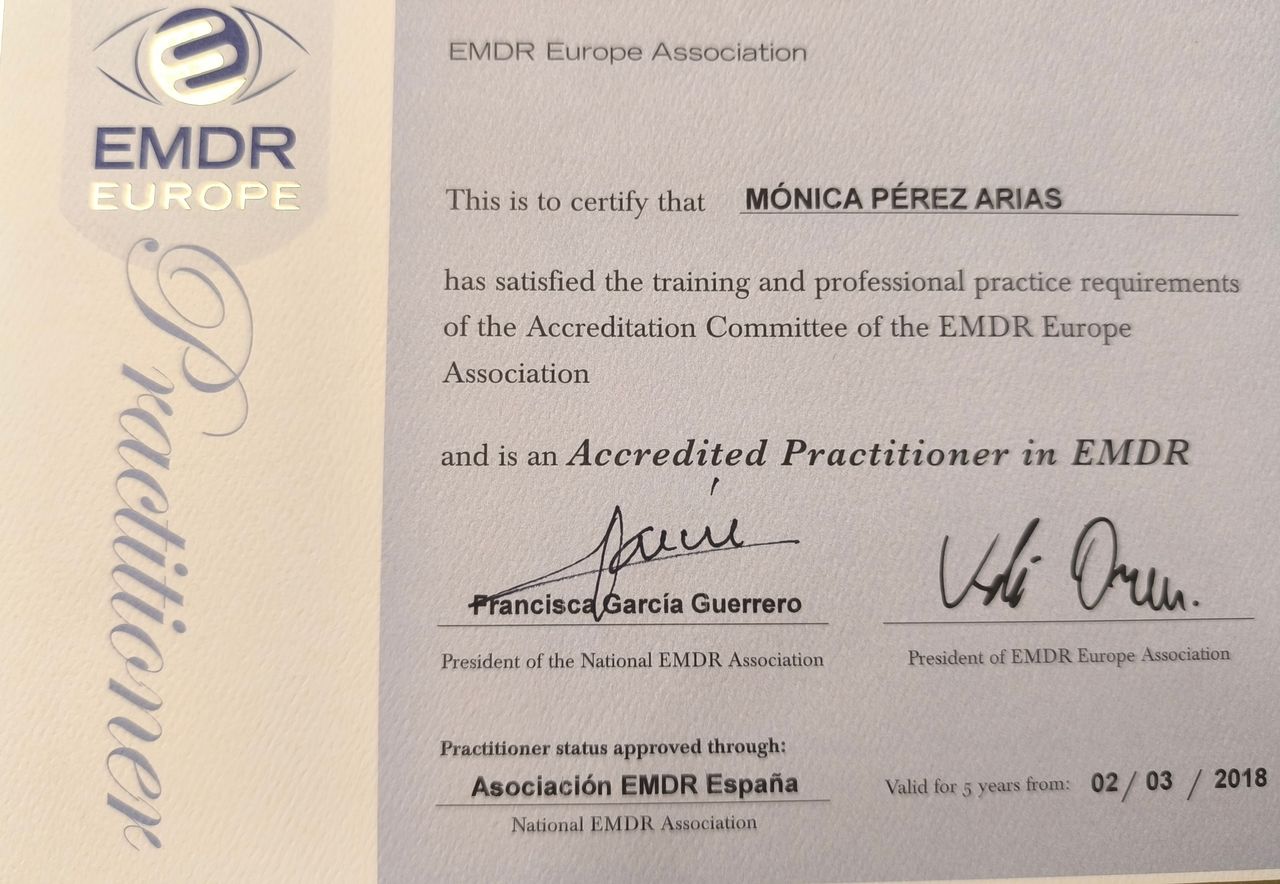 EMDR
EUROPE
Practitioner
EMDR Europe Association
This is to certify that MÓNICA PÉREZ ARIAS
has satisfied the training and professional practice requirements
of the Accreditation Committee of the EMDR Europe
Association
and is an Accredited Practitioner in EMDR
Francisca García Guerrero
President of the National EMDR Association
President of EMDR Europe Association
Practitioner status approved through:
Asociación EMDR España
National EMDR Association
Valid for 5 years from: 02 / 03 / 2018